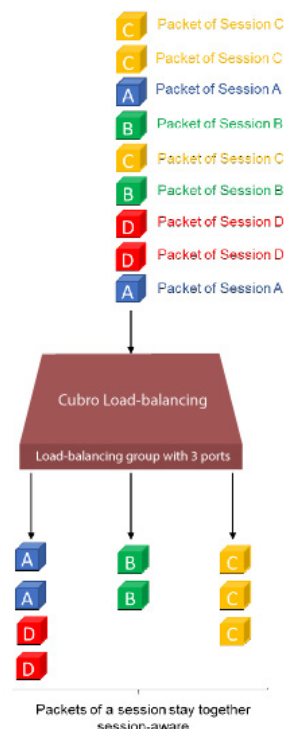 C Packet of Session C
C Packet of Session C
A Packet of Session A
B Packet of Session B
C Packet of Session C
B Packet of Session B
D Packet of Session D
D Packet of Session D
A Packet of Session A
Cubro Load-balancing
Load-balancing group with 3 ports
A B C
A B C
D C
D
Packets of a session stay together
session-aware